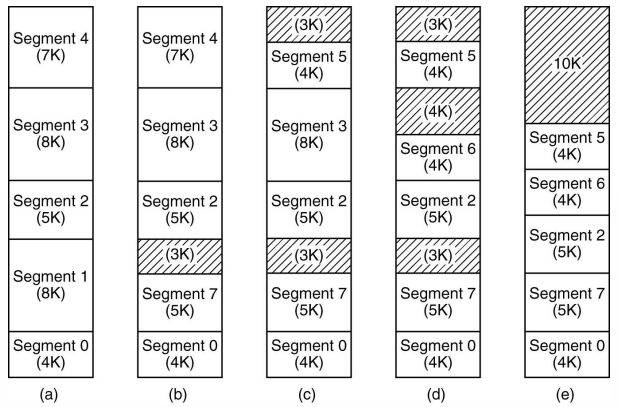 Segment 4
(7K)
Segment 3
(8K)
Segment 2
(5K)
Segment 1
(8K)
Segment 0
(4K)
(a)
Segment 4
(7K)
Segment 3
(8K)
Segment 2
(5K)
(3K)
Segment 7
(5K)
Segment 0
(4K)
(b)
(3K)
Segment 5
(4K)
Segment 3
(8K)
Segment 2
(5K)
(3K)
Segment 7
(5K)
Segment 0
(4K)
(c)
(3K)
Segment 5
(4K)
(4K)
Segment 6
(4K)
Segment 2
(5K)
(3K)
Segment 7
(5K)
Segment 0
(4K)
(d)
10K
Segment 5
(4K)
Segment 6
(4K)
Segment 2
(5K)
Segment 7
(5K)
Segment 0
(4K)
(e)